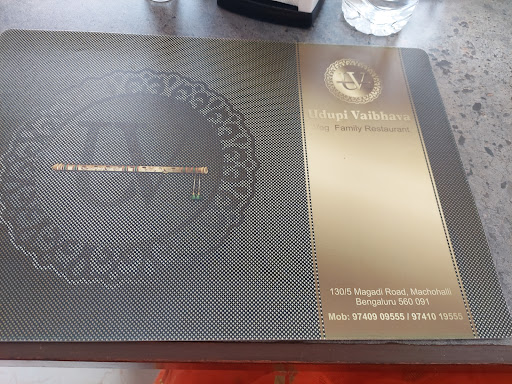 Udupi Vaibhava
Veg Family Restaurant
130/5 Magadi Road, Machohalli
Bengaluru 560 091
Mob: 97409 09555 / 97410 19555